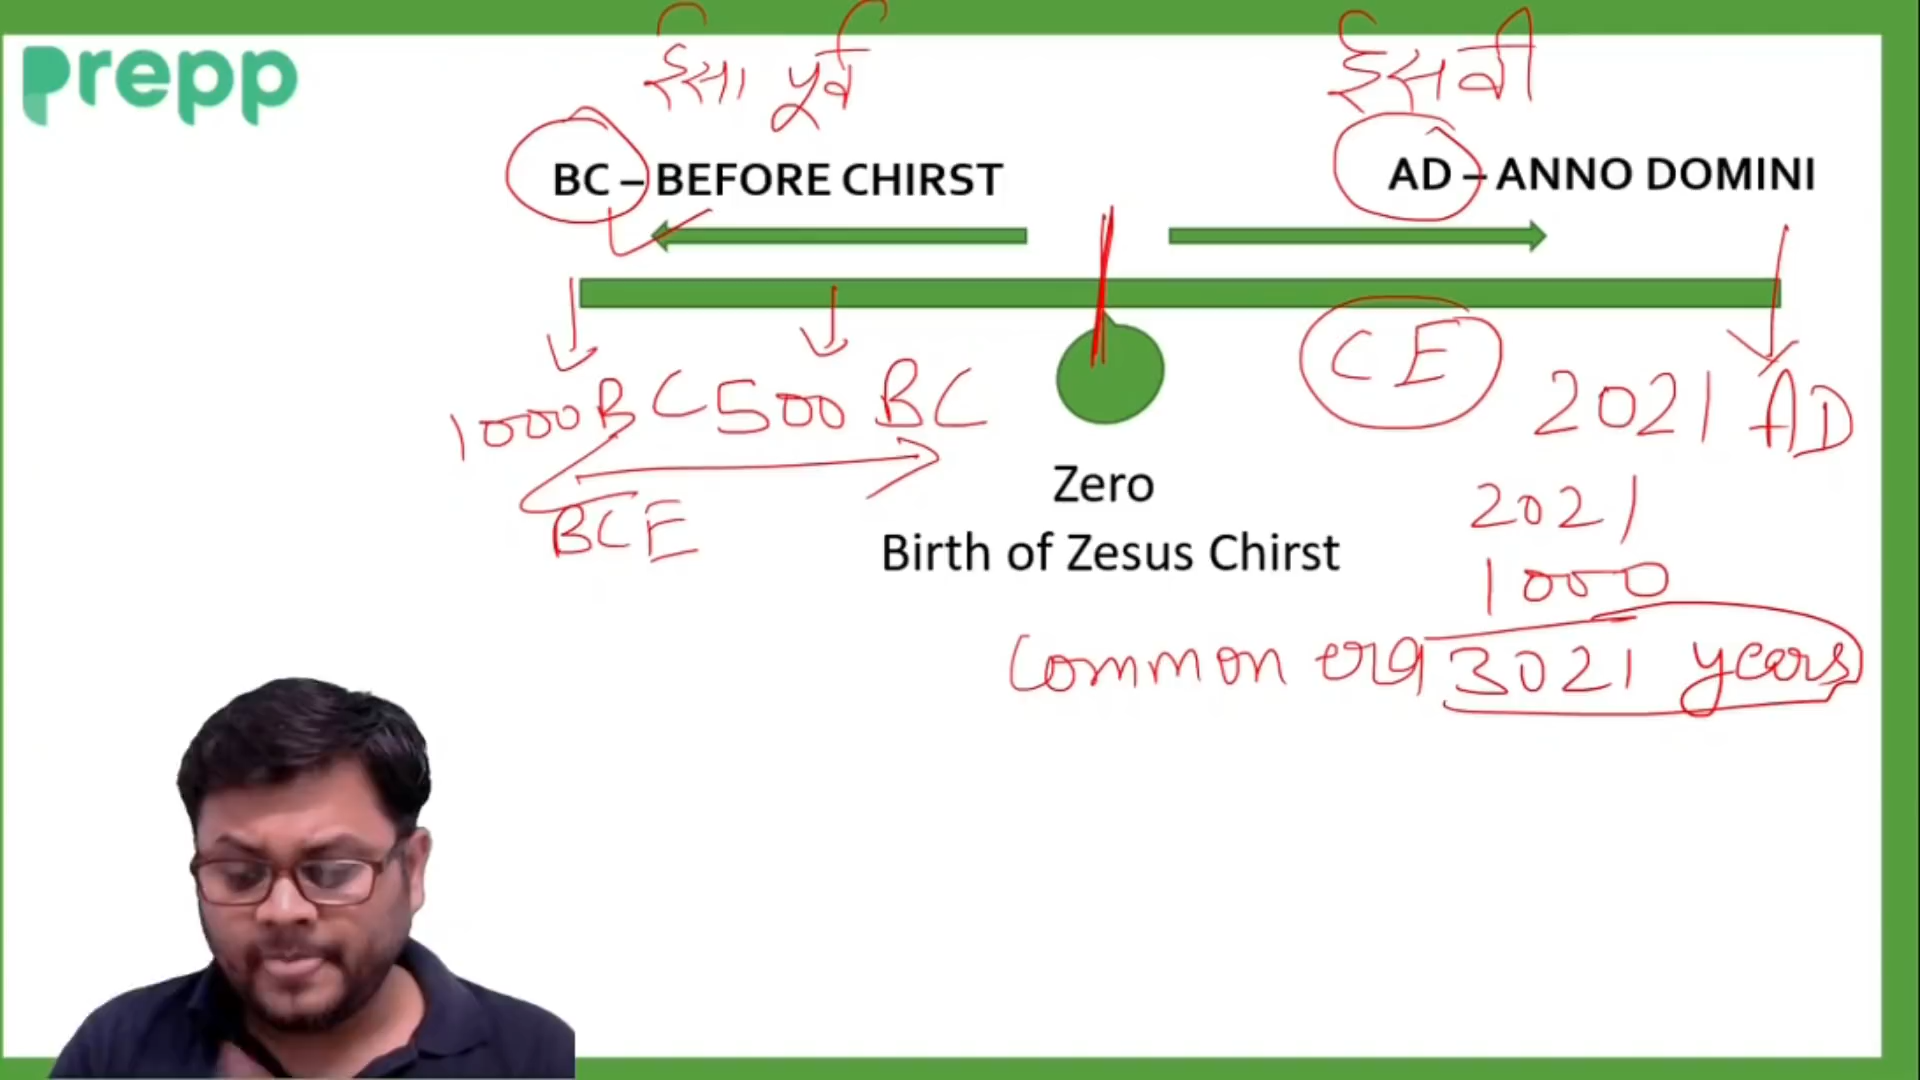 prepp
ईसा पूर्व
ईसवी
BC – BEFORE CHIRST
AD – ANNO DOMINI
CE
1000 BC 500 BC
2021 AD
BCE
Zero
Birth of Zesus Chirst
2021
1000
Common era
3021 years